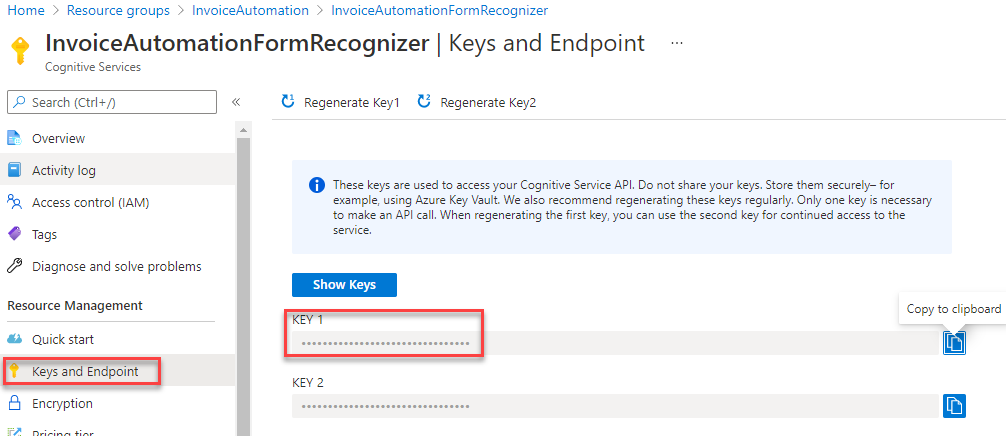 Home > Resource groups > InvoiceAutomation > InvoiceAutomationFormRecognizer
InvoiceAutomationFormRecognizer | Keys and Endpoint ...
Cognitive Services
Search (Ctrl+/)
«
Regenerate Key1
Regenerate Key2
Overview
Activity log
Access control (IAM)
Tags
Diagnose and solve problems
Resource Management
Quick start
Keys and Endpoint
Encryption
Pricing tier
These keys are used to access your Cognitive Service API. Do not share your keys. Store them securely– for
example, using Azure Key Vault. We also recommend regenerating these keys regularly. Only one key is necessary
to make an API call. When regenerating the first key, you can use the second key for continued access to the
service.
Show Keys
Copy to clipboard
KEY 1
••••••••••••••••••••••••••••••••
KEY 2
••••••••••••••••••••••••••••••••